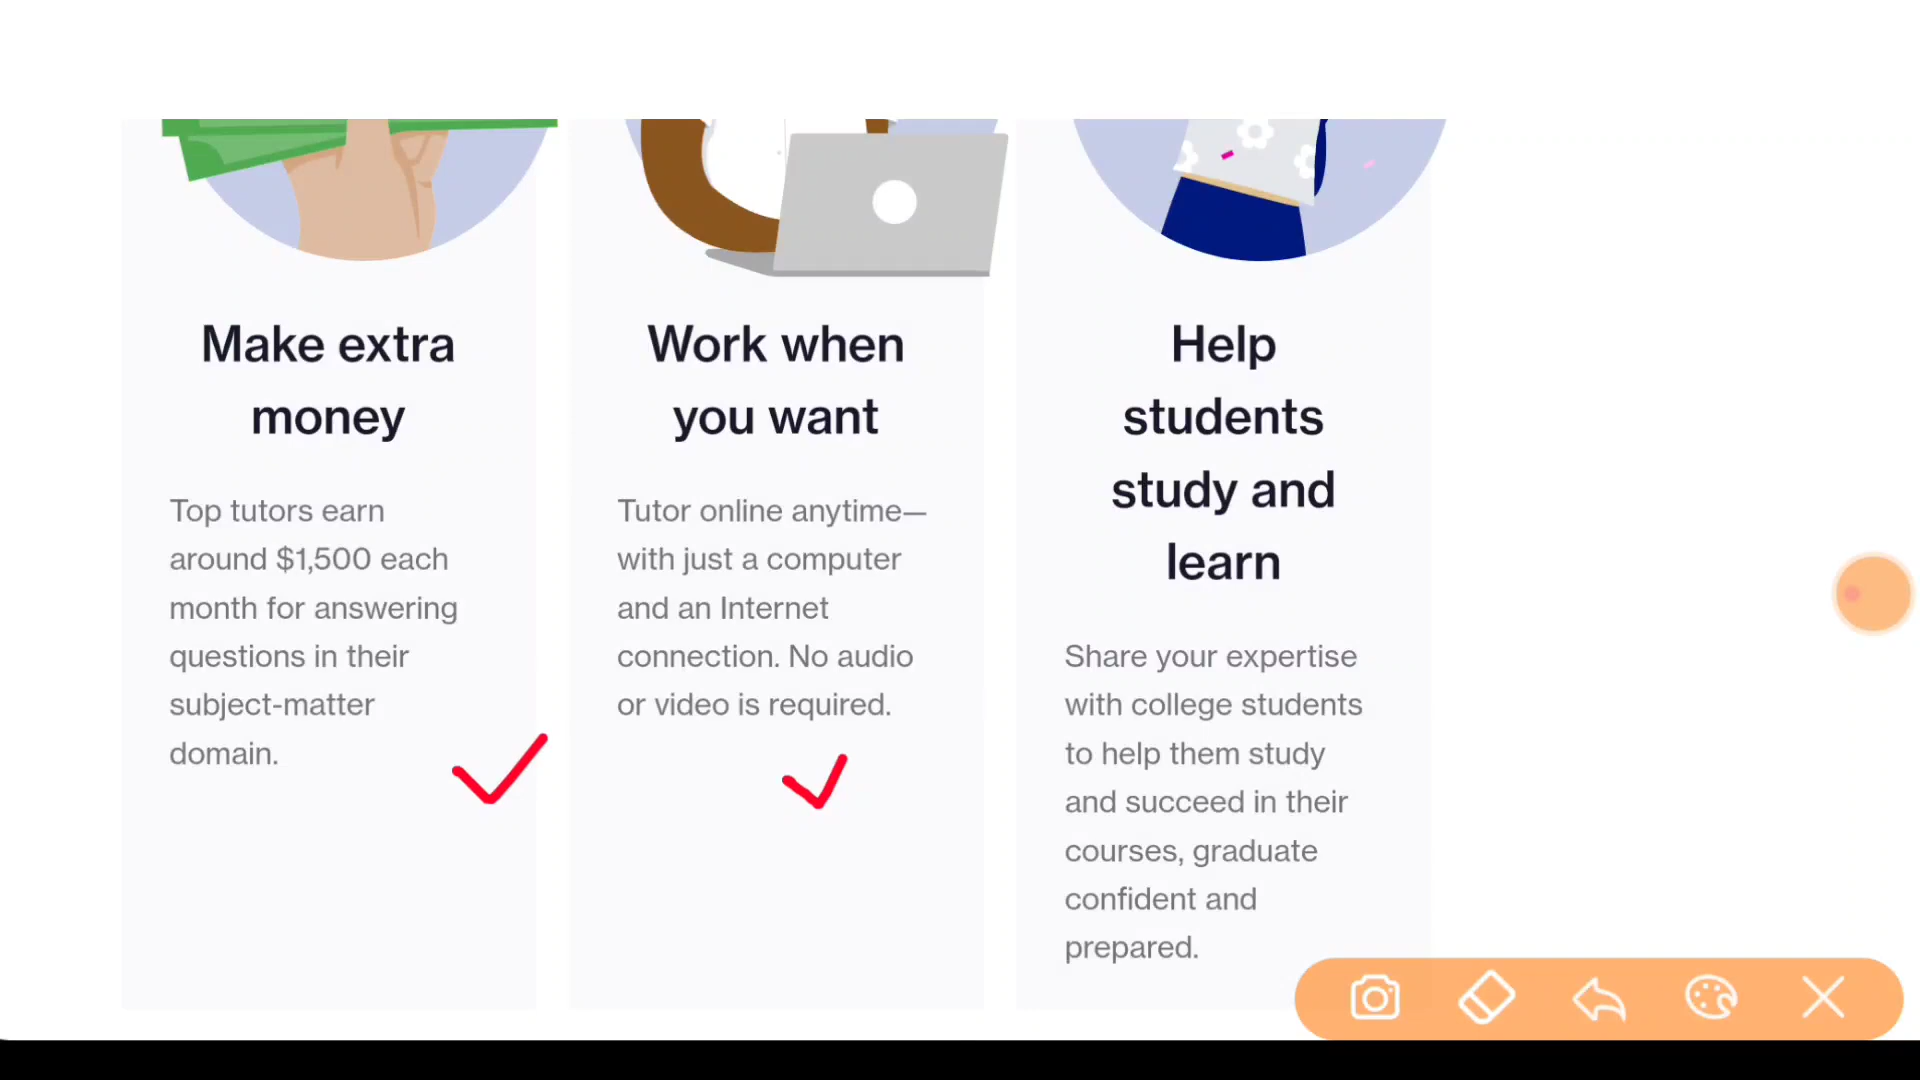 Make extra
money
Top tutors earn
around $1,500 each
month for answering
questions in their
subject-matter
domain.
Work when
you want
Tutor online anytime—
with just a computer
and an Internet
connection. No audio
or video is required.
Help
students
study and
learn
Share your expertise
with college students
to help them study
and succeed in their
courses, graduate
confident and
prepared.